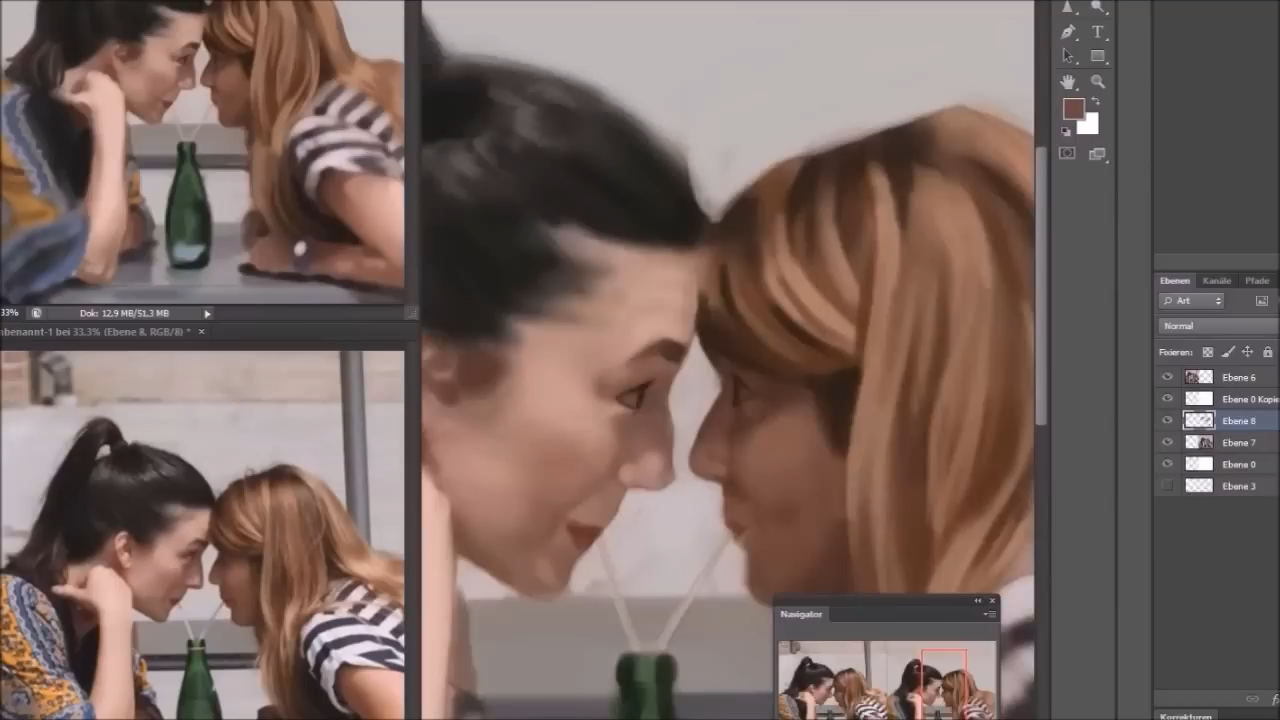 T
33%
Dok: 12.9 MB/51.3 MB
nbenannt-1 bei 33.3% (Ebene 8, RGB/8) * ×
Ebenen Kanäle Pfade
Art
Normal
Fixieren:
Ebene 6
Ebene 0 Kopie
Ebene 8
Ebene 7
Ebene 0
Ebene 3
Navigator
Korrekturen